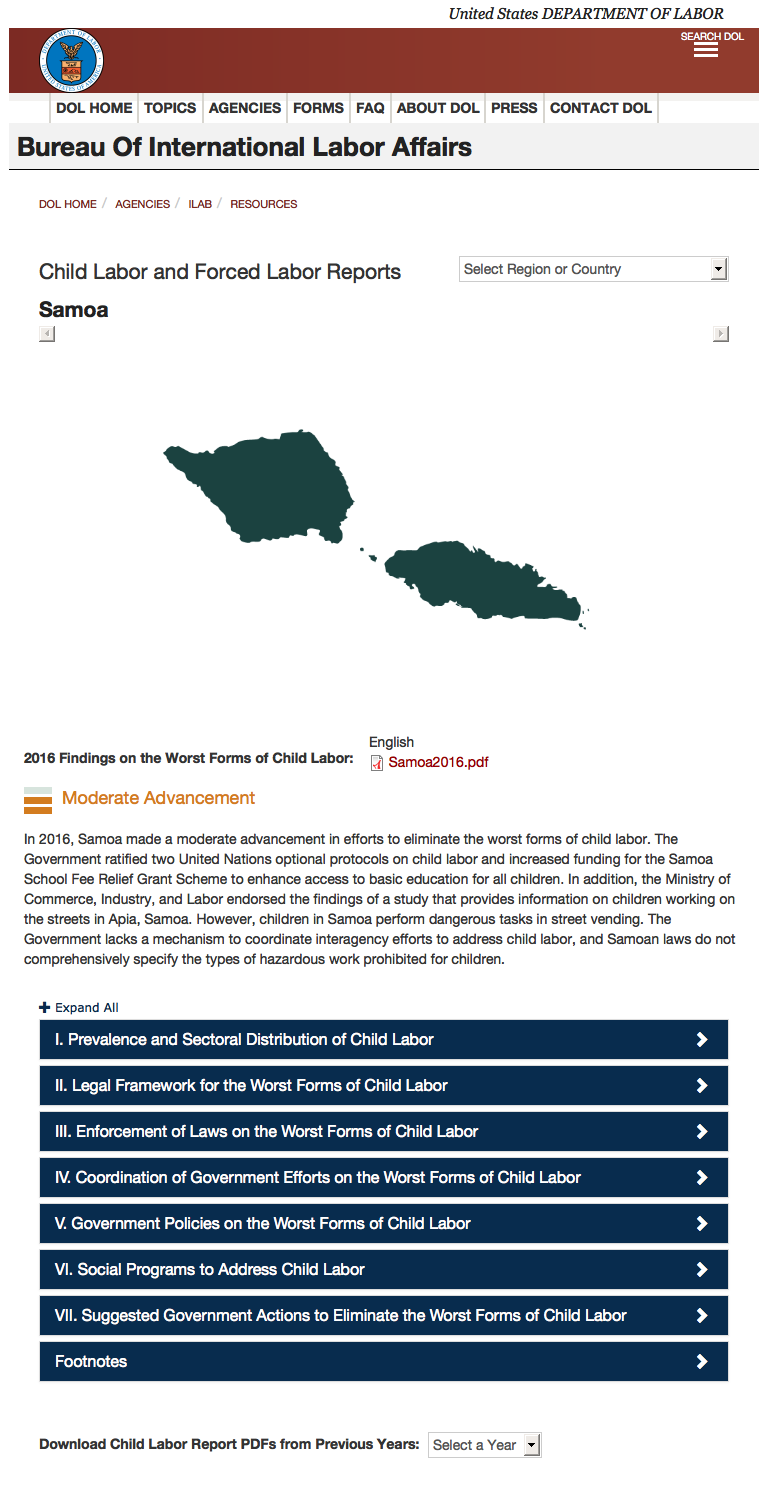 United States DEPARTMENT OF LABOR
SEARCH DOL
DOL HOME
TOPICS
AGENCIES
FORMS
FAQ
ABOUT DOL
PRESS
CONTACT DOL
Bureau Of International Labor Affairs
DOL HOME / AGENCIES / ILAB / RESOURCES
Child Labor and Forced Labor Reports
Select Region or Country
Samoa
English
2016 Findings on the Worst Forms of Child Labor:
Samoa2016.pdf
Moderate Advancement
In 2016, Samoa made a moderate advancement in efforts to eliminate the worst forms of child labor. The
Government ratified two United Nations optional protocols on child labor and increased funding for the Samoa
School Fee Relief Grant Scheme to enhance access to basic education for all children. In addition, the Ministry of
Commerce, Industry, and Labor endorsed the findings of a study that provides information on children working on
the streets in Apia, Samoa. However, children in Samoa perform dangerous tasks in street vending. The
Government lacks a mechanism to coordinate interagency efforts to address child labor, and Samoan laws do not
comprehensively specify the types of hazardous work prohibited for children.
Expand All
I. Prevalence and Sectoral Distribution of Child Labor
II. Legal Framework for the Worst Forms of Child Labor
III. Enforcement of Laws on the Worst Forms of Child Labor
IV. Coordination of Government Efforts on the Worst Forms of Child Labor
V. Government Policies on the Worst Forms of Child Labor
VI. Social Programs to Address Child Labor
VII. Suggested Government Actions to Eliminate the Worst Forms of Child Labor
Footnotes
Download Child Labor Report PDFs from Previous Years:
Select a Year